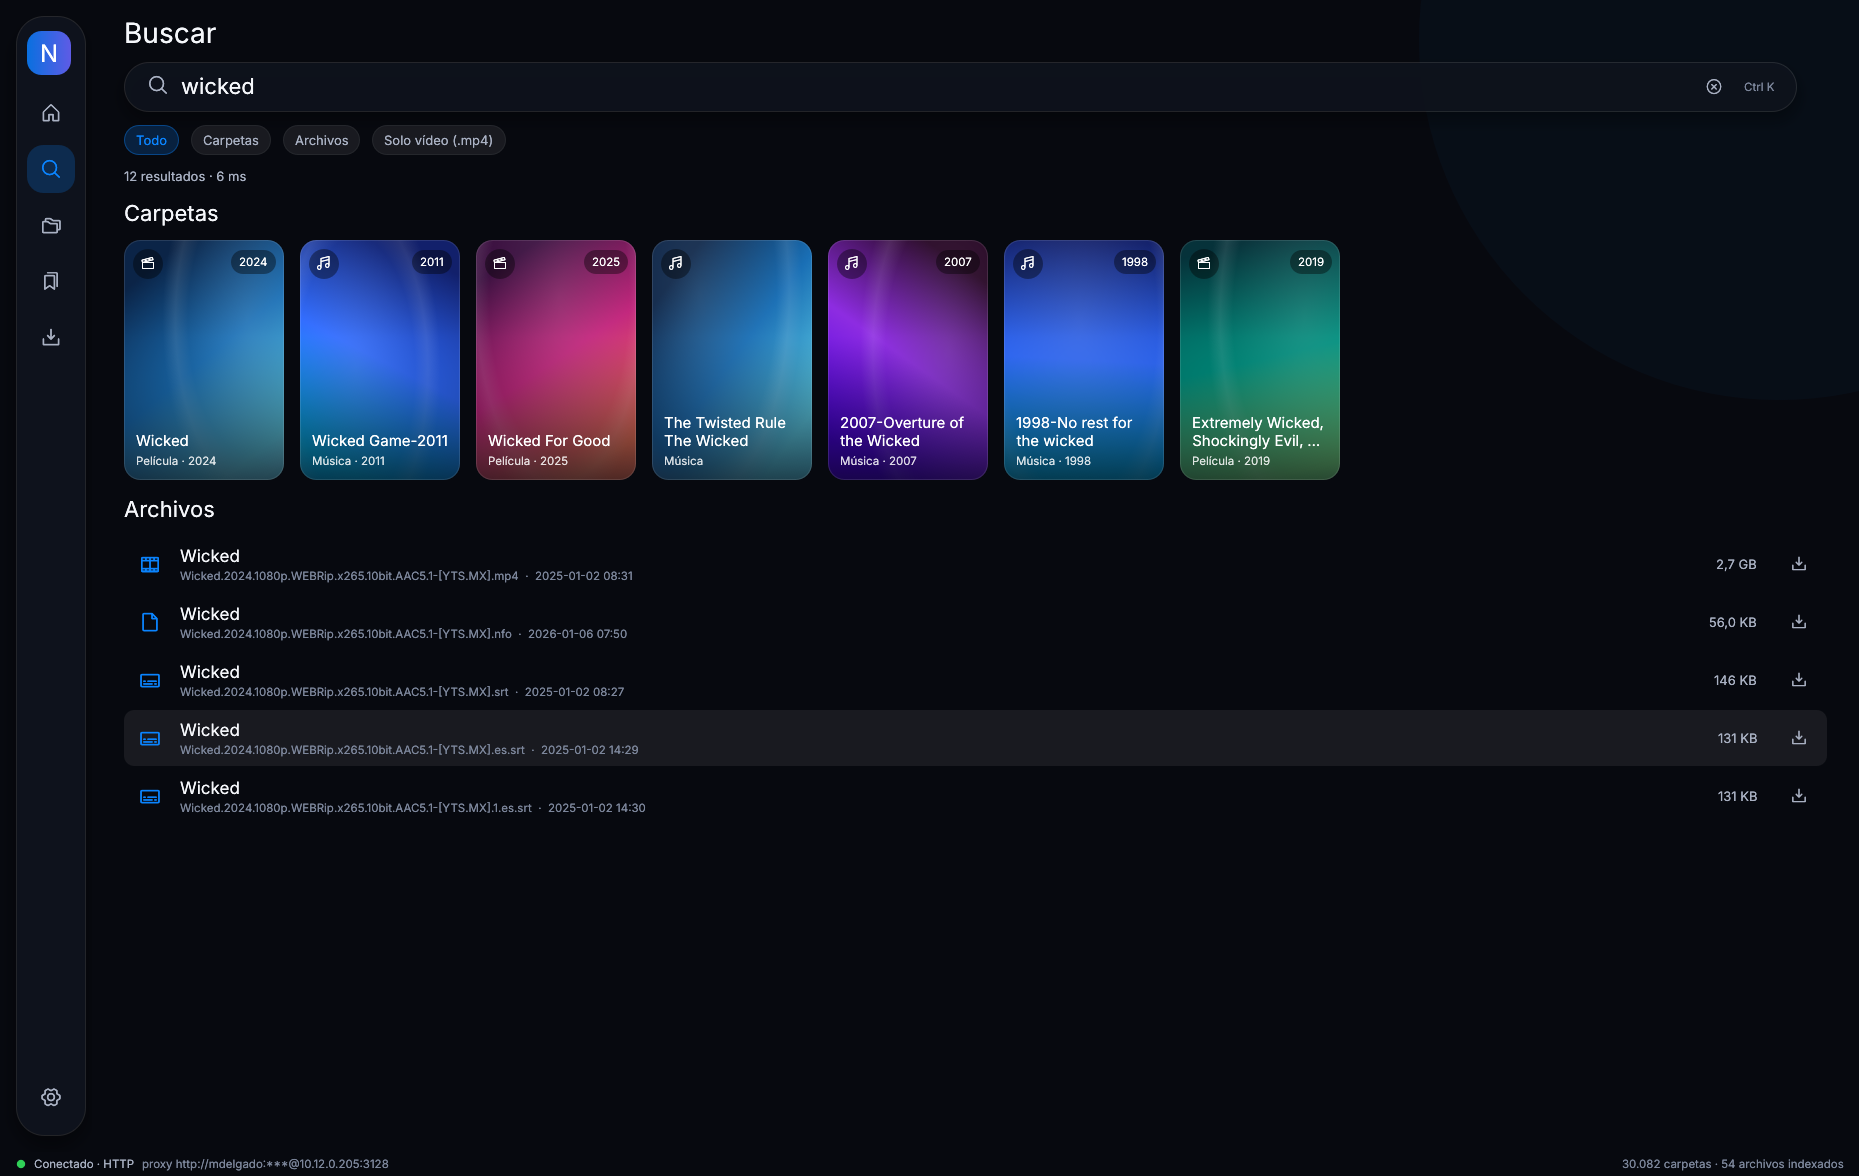 N
Buscar
wicked
Ctrl K
Todo
Carpetas
Archivos
Solo vídeo (.mp4)
12 resultados · 6 ms
Carpetas
2024
Wicked
Película · 2024
2011
Wicked Game-2011
Música · 2011
2025
Wicked For Good
Película · 2025
The Twisted Rule
The Wicked
Música
2007
2007-Overture of
the Wicked
Música · 2007
1998
1998-No rest for
the wicked
Música · 1998
2019
Extremely Wicked,
Shockingly Evil, ...
Película · 2019
Archivos
Wicked
Wicked.2024.1080p.WEBRip.x265.10bit.AAC5.1-[YTS.MX].mp4 · 2025-01-02 08:31
2,7 GB
Wicked
Wicked.2024.1080p.WEBRip.x265.10bit.AAC5.1-[YTS.MX].nfo · 2026-01-06 07:50
56,0 KB
Wicked
Wicked.2024.1080p.WEBRip.x265.10bit.AAC5.1-[YTS.MX].srt · 2025-01-02 08:27
146 KB
Wicked
Wicked.2024.1080p.WEBRip.x265.10bit.AAC5.1-[YTS.MX].es.srt · 2025-01-02 14:29
131 KB
Wicked
Wicked.2024.1080p.WEBRip.x265.10bit.AAC5.1-[YTS.MX].1.es.srt · 2025-01-02 14:30
131 KB
Conectado · HTTP proxy http://mdelgado:***@10.12.0.205:3128
30.082 carpetas · 54 archivos indexados